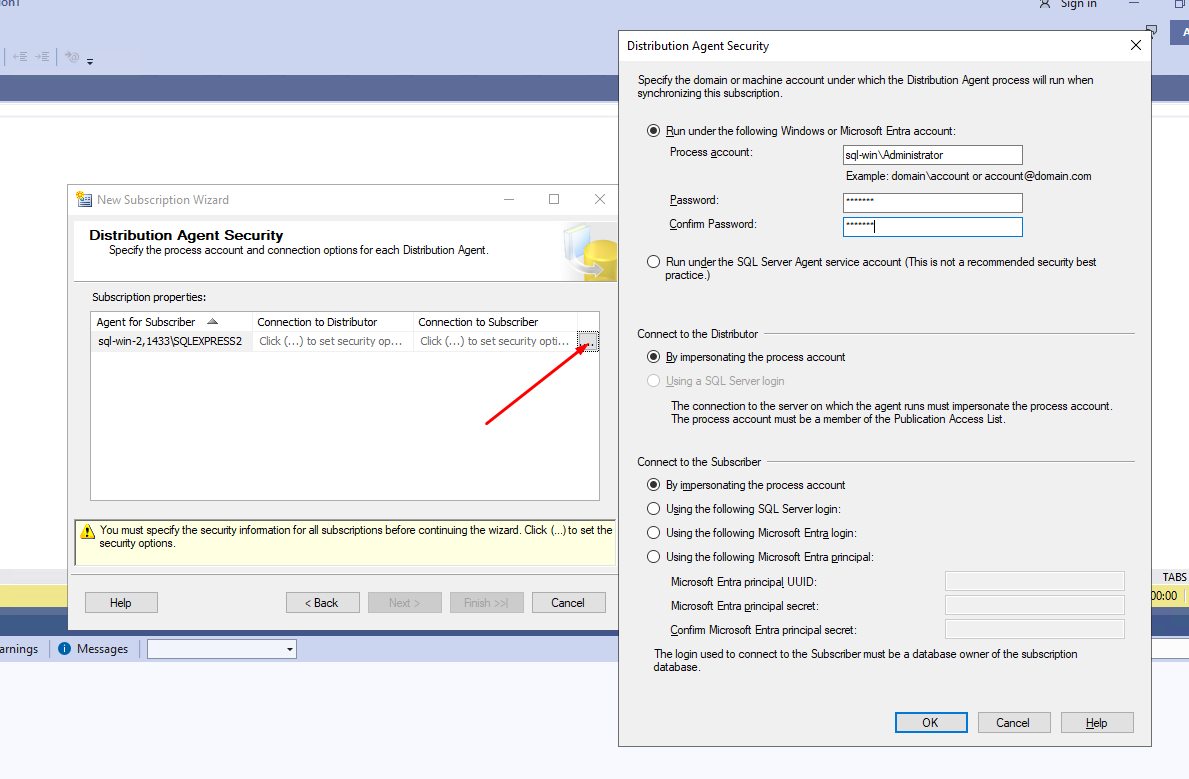 Sign in
New Subscription Wizard
Distribution Agent Security
Specify the process account and connection options for each Distribution Agent.
Subscription properties:
Agent for Subscriber Connection to Distributor Connection to Subscriber
sql-win-2,1433\SQLEXPRESS2 Click (...) to set security op... Click (...) to set security opti...
You must specify the security information for all subscriptions before continuing the wizard. Click (...) to set the
security options.
Help < Back Next > Finish >>| Cancel
arnings Messages
Distribution Agent Security
Specify the domain or machine account under which the Distribution Agent process will run when
synchronizing this subscription.
Run under the following Windows or Microsoft Entra account:
Process account: sql-win\Administrator
Example: domain\account or account@domain.com
Password: *******
Confirm Password: *******
Run under the SQL Server Agent service account (This is not a recommended security best
practice.)
Connect to the Distributor
By impersonating the process account
Using a SQL Server login
The connection to the server on which the agent runs must impersonate the process account.
The process account must be a member of the Publication Access List.
Connect to the Subscriber
By impersonating the process account
Using the following SQL Server login:
Using the following Microsoft Entra login:
Using the following Microsoft Entra principal:
Microsoft Entra principal UUID:
Microsoft Entra principal secret:
Confirm Microsoft Entra principal secret:
The login used to connect to the Subscriber must be a database owner of the subscription
database.
OK Cancel Help
TABS
00:00